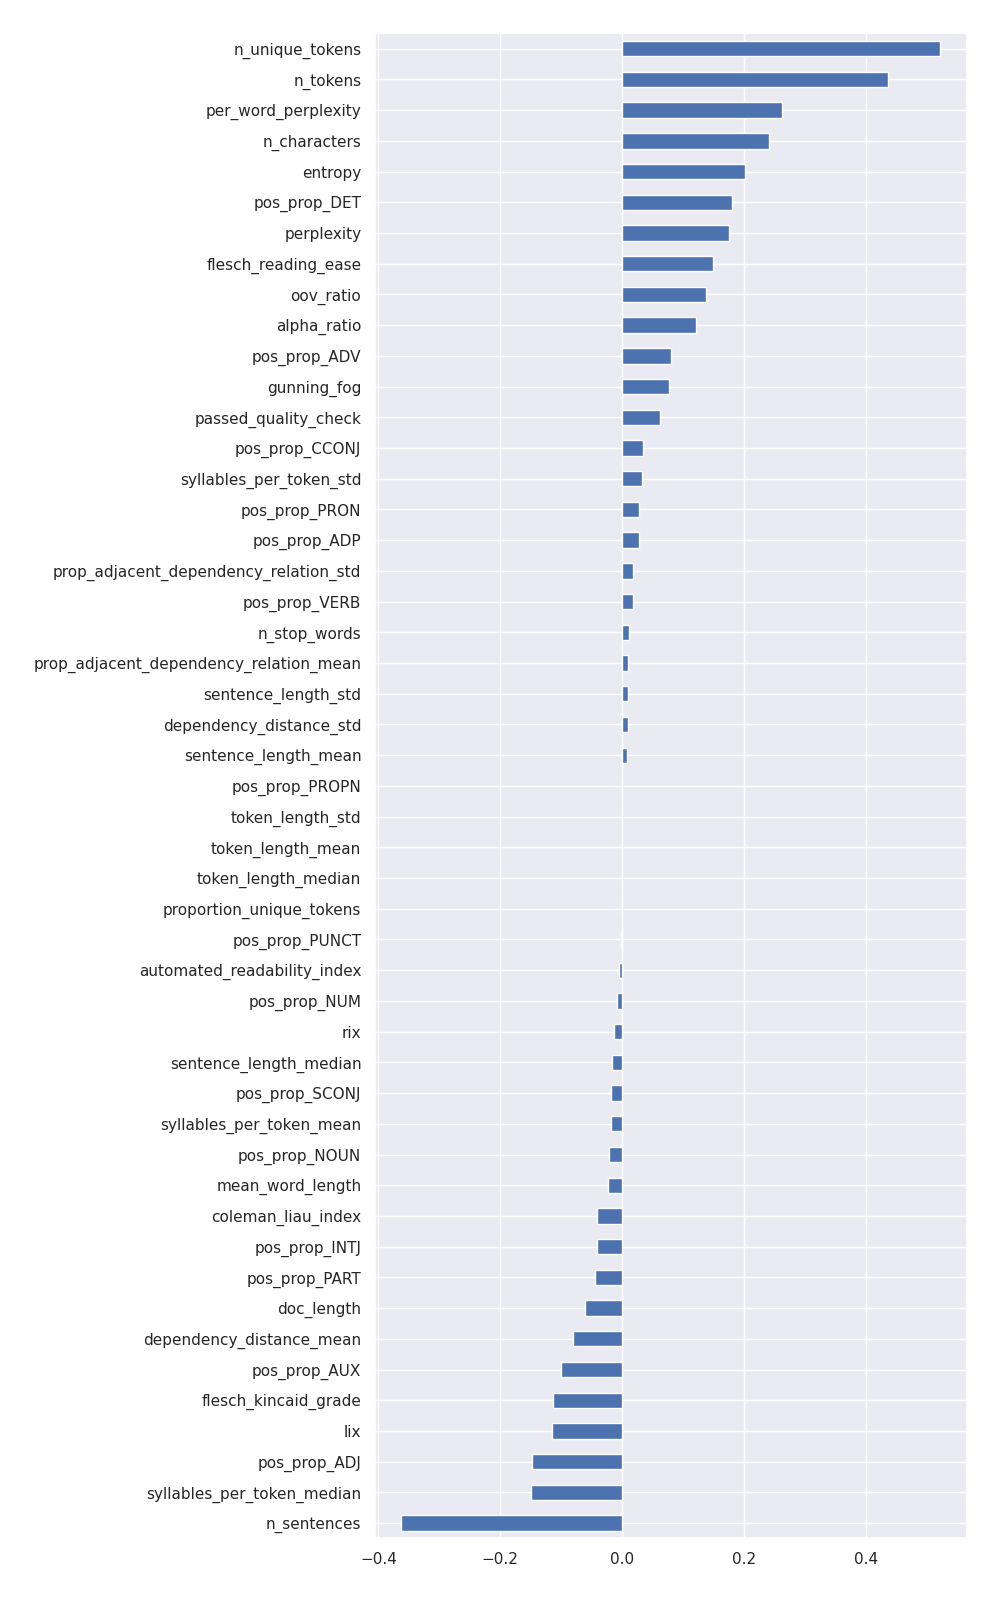 n_unique_tokens
n_tokens
per_word_perplexity
n_characters
entropy
pos_prop_DET
perplexity
flesch_reading_ease
oov_ratio
alpha_ratio
pos_prop_ADV
gunning_fog
passed_quality_check
pos_prop_CCONJ
syllables_per_token_std
pos_prop_PRON
pos_prop_ADP
prop_adjacent_dependency_relation_std
pos_prop_VERB
n_stop_words
prop_adjacent_dependency_relation_mean
sentence_length_std
dependency_distance_std
sentence_length_mean
pos_prop_PROPN
token_length_std
token_length_mean
token_length_median
proportion_unique_tokens
pos_prop_PUNCT
automated_readability_index
pos_prop_NUM
rix
sentence_length_median
pos_prop_SCONJ
syllables_per_token_mean
pos_prop_NOUN
mean_word_length
coleman_liau_index
pos_prop_INTJ
pos_prop_PART
doc_length
dependency_distance_mean
pos_prop_AUX
flesch_kincaid_grade
lix
pos_prop_ADJ
syllables_per_token_median
n_sentences
−0.4 −0.2 0.0 0.2 0.4